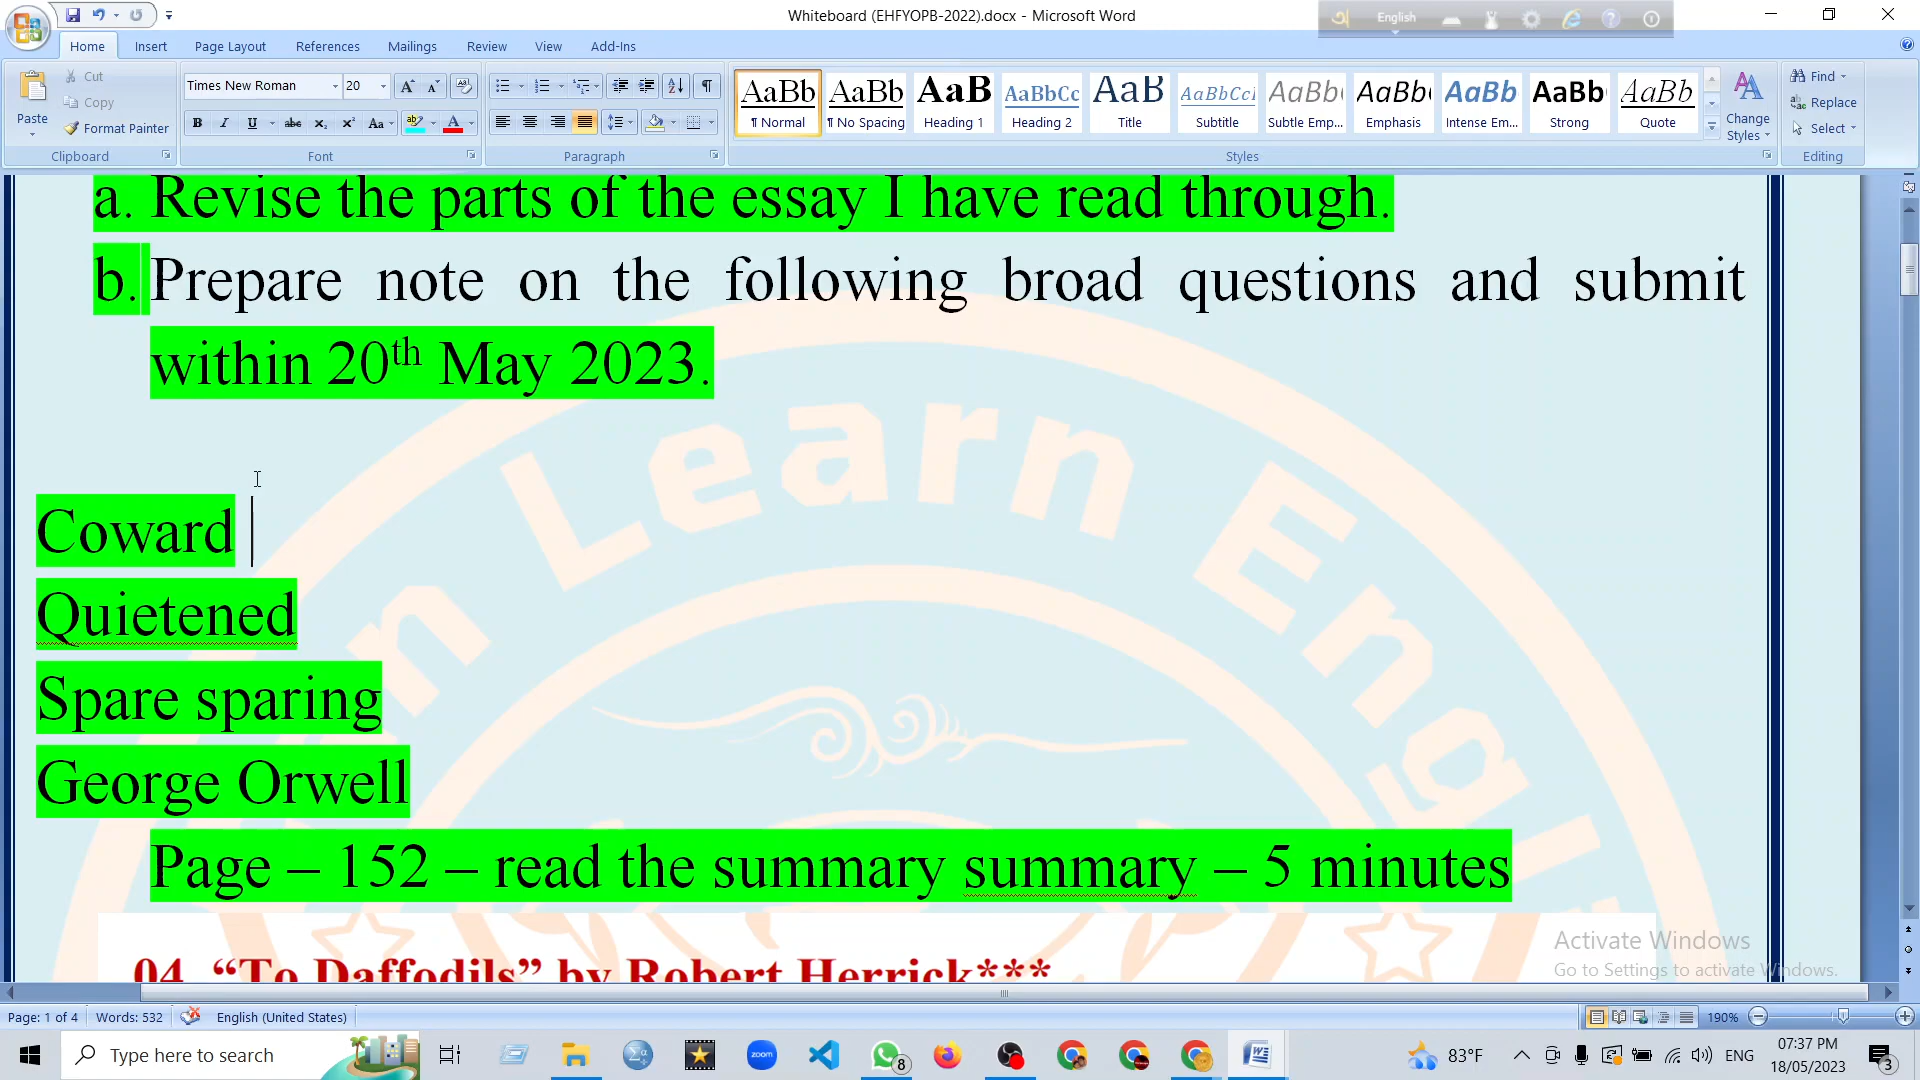 Whiteboard (EHFYOPB-2022).docx - Microsoft Word
English
Home Insert Page Layout References Mailings Review View Add-Ins
Paste
Cut
Copy
Format Painter
Clipboard
Times New Roman 20
Font
Paragraph
AaBb AaBb AaB AaBbCc AaB AaBbCcI AaBb AaBb AaBb AaBb AaBb
¶ Normal ¶ No Spacing Heading 1 Heading 2 Title Subtitle Subtle Emp... Emphasis Intense Em... Strong Quote
Change Styles
Styles
Find
Replace
Select
Editing
a. Revise the parts of the essay I have read through.
b. Prepare note on the following broad questions and submit
within 20th May 2023.
Coward
Quietened
Spare sparing
George Orwell
Page – 152 – read the summary summary – 5 minutes
04. “To Daffodils” by Robert Herrick***
n Learn Engl
Activate Windows
Go to Settings to activate Windows.
Page: 1 of 4 Words: 532 English (United States) 190%
Type here to search
zoom
8
83°F
ENG
07:37 PM
18/05/2023
3